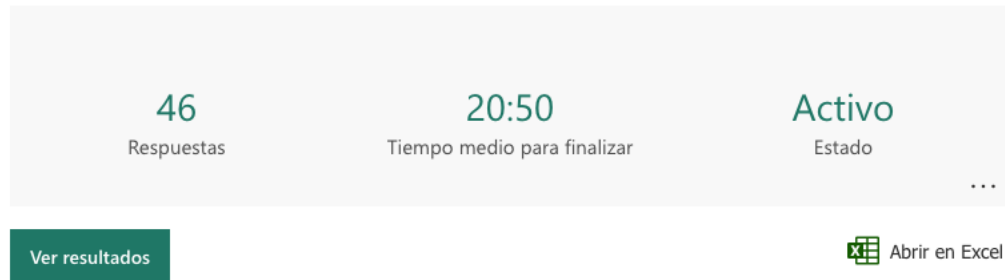 46
Respuestas
20:50
Tiempo medio para finalizar
Activo
Estado
...
Ver resultados
Abrir en Excel